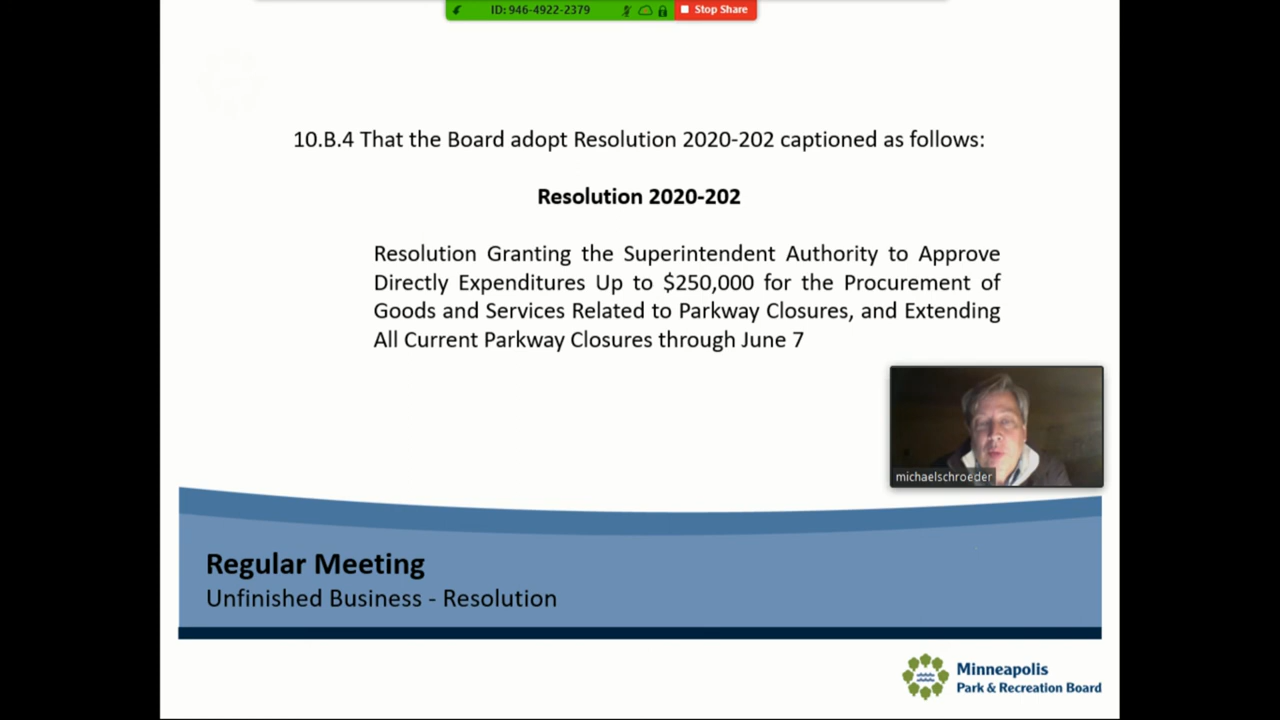 ID: 946-4922-2379
Stop Share
10.B.4 That the Board adopt Resolution 2020-202 captioned as follows:
Resolution 2020-202
Resolution Granting the Superintendent Authority to Approve
Directly Expenditures Up to $250,000 for the Procurement of
Goods and Services Related to Parkway Closures, and Extending
All Current Parkway Closures through June 7
michaelschroeder
Regular Meeting
Unfinished Business - Resolution
Minneapolis
Park & Recreation Board